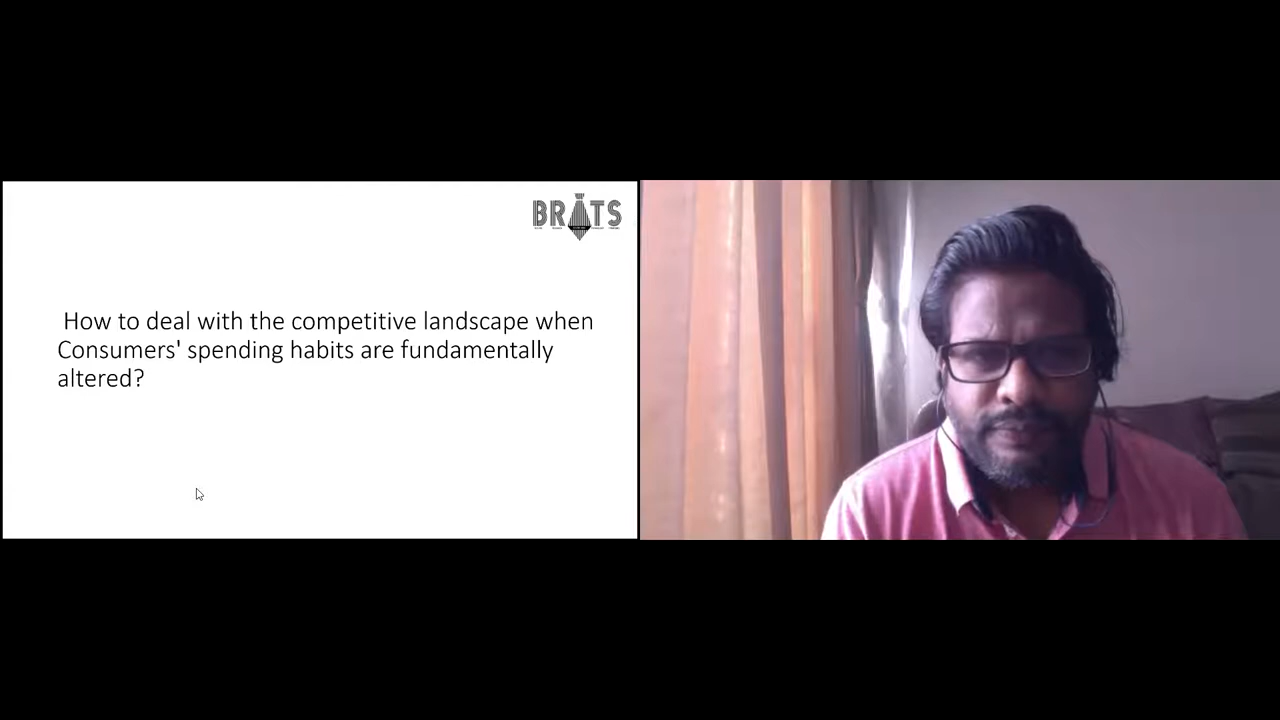 BRATS
How to deal with the competitive landscape when
Consumers' spending habits are fundamentally
altered?